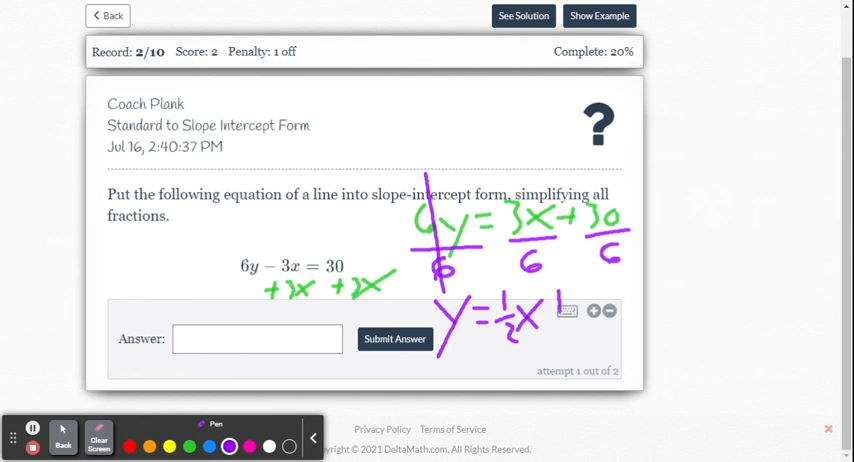 Back
See Solution
Show Example
Record: 2/10 Score: 2 Penalty: 1 off
Complete: 20%
Coach Plank
Standard to Slope Intercept Form
Jul 16, 2:40:37 PM
?
Put the following equation of a line into slope-intercept form, simplifying all
fractions.
6y = 3x + 30
6 6 6
6y − 3x = 30
+3x +3x
y = 1/2 x
Answer:
Submit Answer
attempt 1 out of 2
Pen
Back
Clear
Screen
Privacy Policy Terms of Service
pyright © 2021 DeltaMath.com. All Rights Reserved.